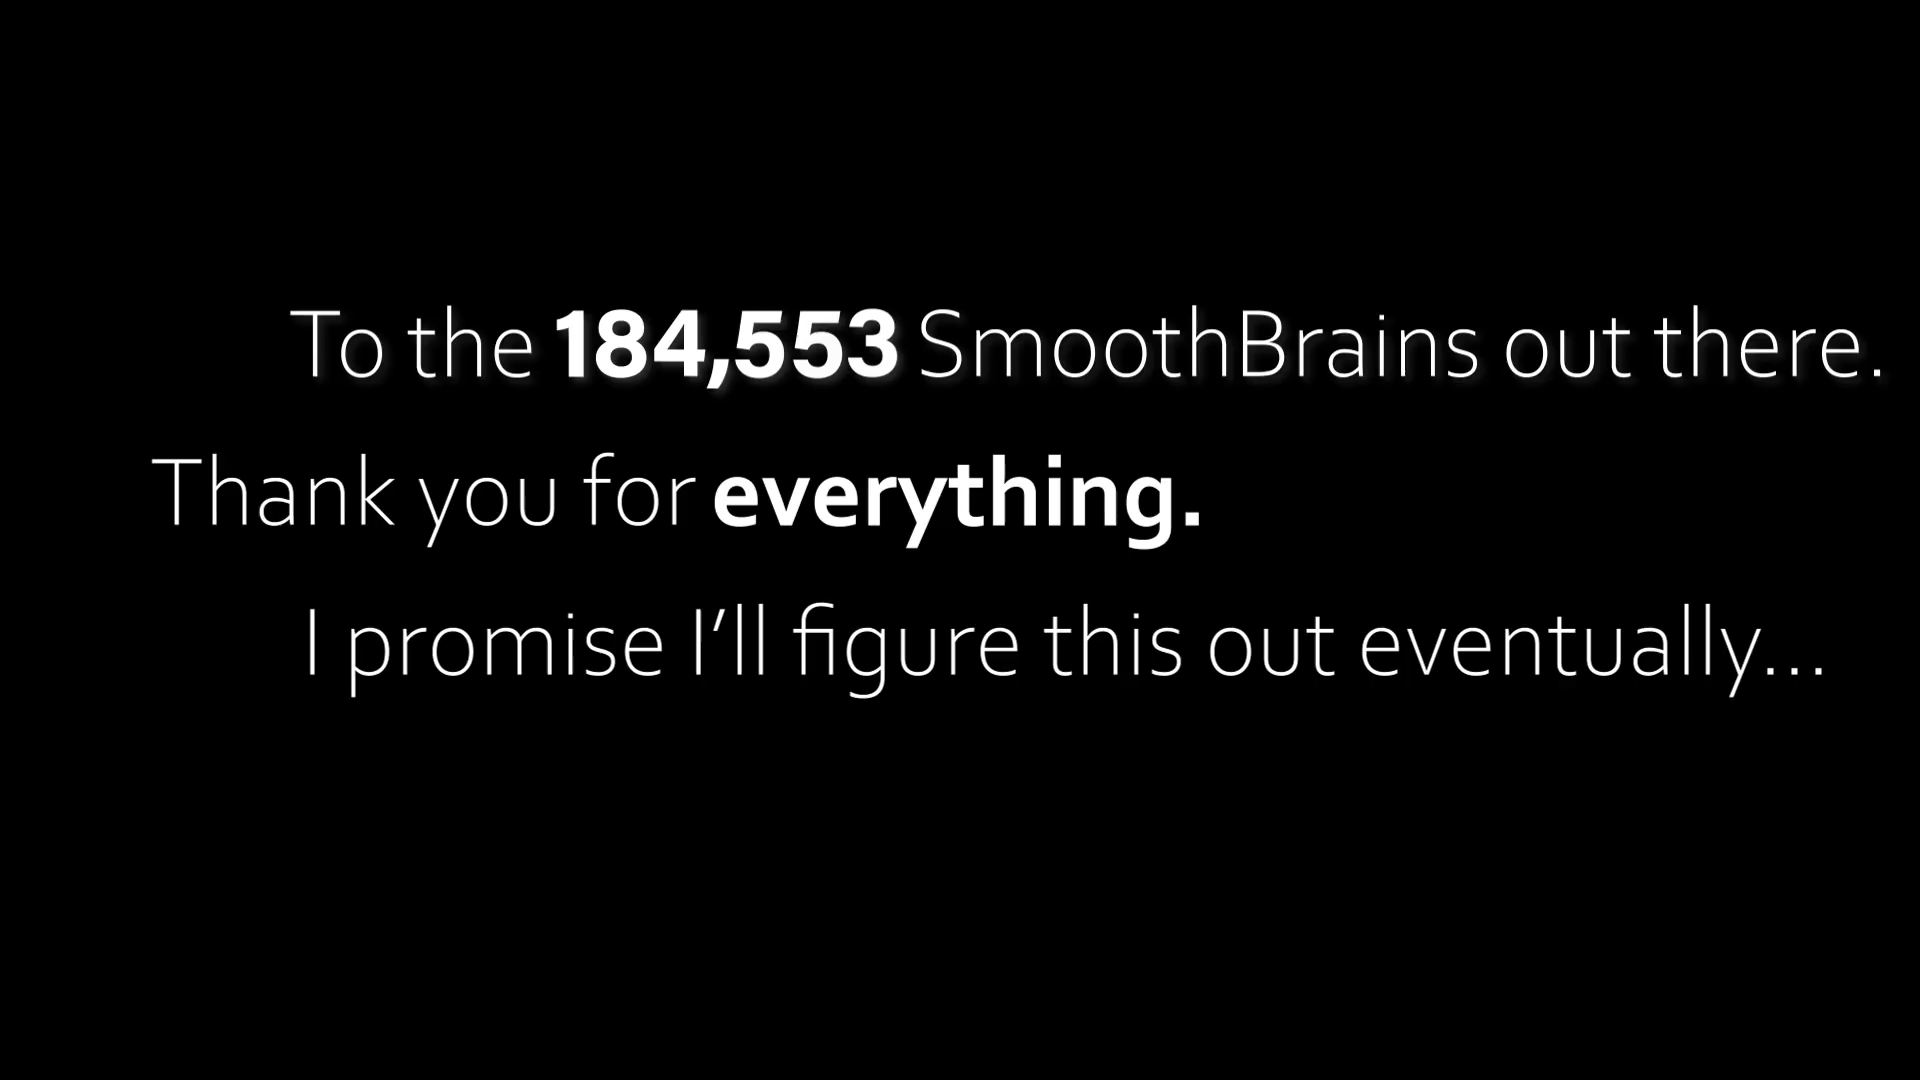 To the 184,553 SmoothBrains out there.
Thank you for everything.
I promise I’ll figure this out eventually...